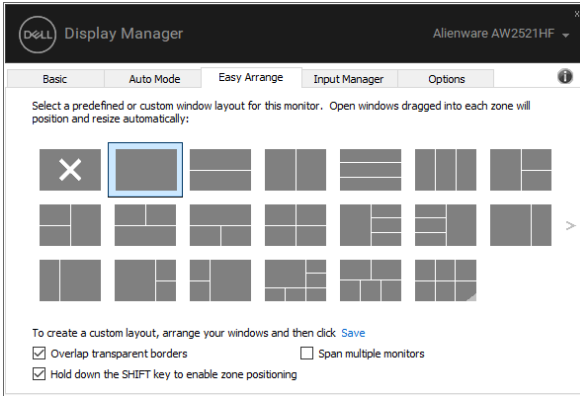 DELL Display Manager
Alienware AW2521HF
Basic Auto Mode Easy Arrange Input Manager Options
Select a predefined or custom window layout for this monitor. Open windows dragged into each zone will
position and resize automatically:
To create a custom layout, arrange your windows and then click Save
Overlap transparent borders
Span multiple monitors
Hold down the SHIFT key to enable zone positioning